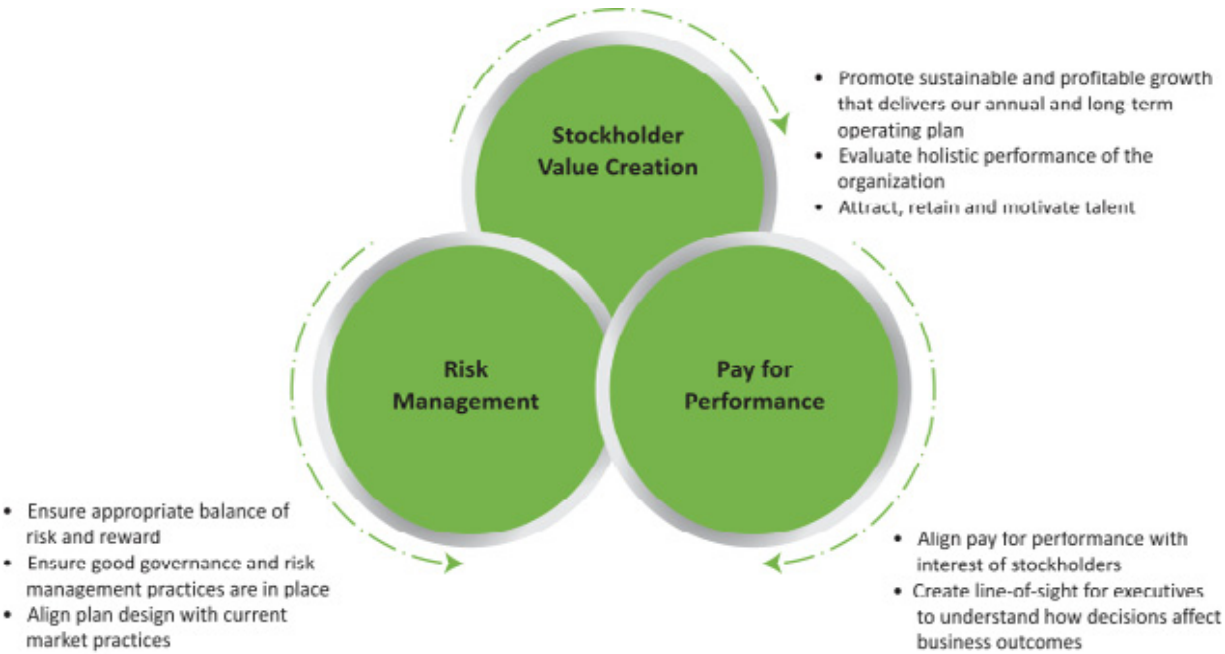 Stockholder
Value Creation
• Promote sustainable and profitable growth
that delivers our annual and long term
operating plan
• Evaluate holistic performance of the
organization
• Attract, retain and motivate talent
Risk
Management
Pay for
Performance
• Ensure appropriate balance of
risk and reward
• Ensure good governance and risk
management practices are in place
• Align plan design with current
market practices
• Align pay for performance with
interest of stockholders
• Create line-of-sight for executives
to understand how decisions affect
business outcomes